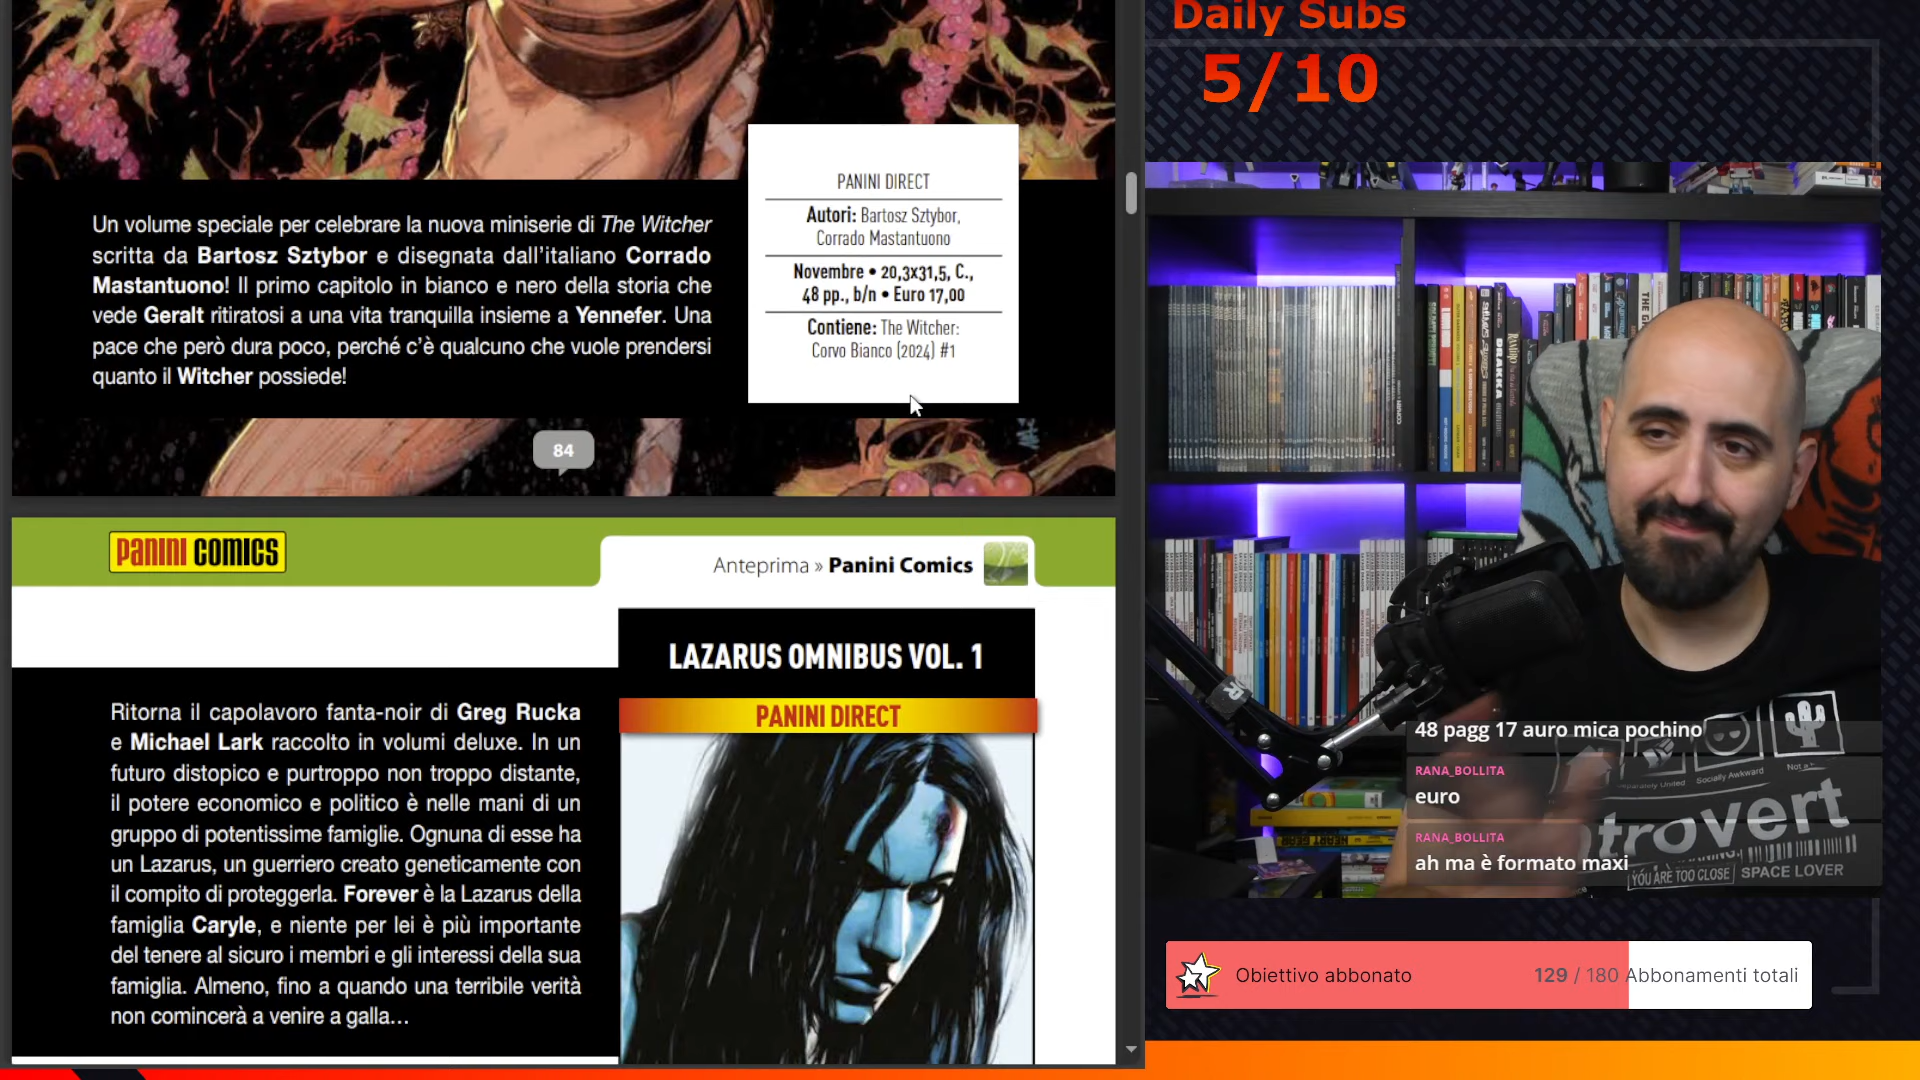 Un volume speciale per celebrare la nuova miniserie di The Witcher
scritta da Bartosz Sztybor e disegnata dall'italiano Corrado
Mastantuono! Il primo capitolo in bianco e nero della storia che
vede Geralt ritiratosi a una vita tranquilla insieme a Yennefer. Una
pace che però dura poco, perché c'è qualcuno che vuole prendersi
quanto il Witcher possiede!
PANINI DIRECT
Autori: Bartosz Sztybor,
Corrado Mastantuono
Novembre • 20,3x31,5, C.,
48 pp., b/n • Euro 17,00
Contiene: The Witcher:
Corvo Bianco (2024) #1
84
PANINI COMICS
Anteprima » Panini Comics
LAZARUS OMNIBUS VOL. 1
PANINI DIRECT
Ritorna il capolavoro fanta-noir di Greg Rucka
e Michael Lark raccolto in volumi deluxe. In un
futuro distopico e purtroppo non troppo distante,
il potere economico e politico è nelle mani di un
gruppo di potentissime famiglie. Ognuna di esse ha
un Lazarus, un guerriero creato geneticamente con
il compito di proteggerla. Forever è la Lazarus della
famiglia Caryle, e niente per lei è più importante
del tenere al sicuro i membri e gli interessi della sua
famiglia. Almeno, fino a quando una terribile verità
non comincerà a venire a galla...
Daily Subs
5/10
DRAKKA
48 pagg 17 auro mica pochino
RANA_BOLLITA
euro
RANA_BOLLITA
ah ma è formato maxi
Socially Awkward
trovert
YOU ARE TOO CLOSE
SPACE LOVER
Obiettivo abbonato
129 / 180 Abbonamenti totali